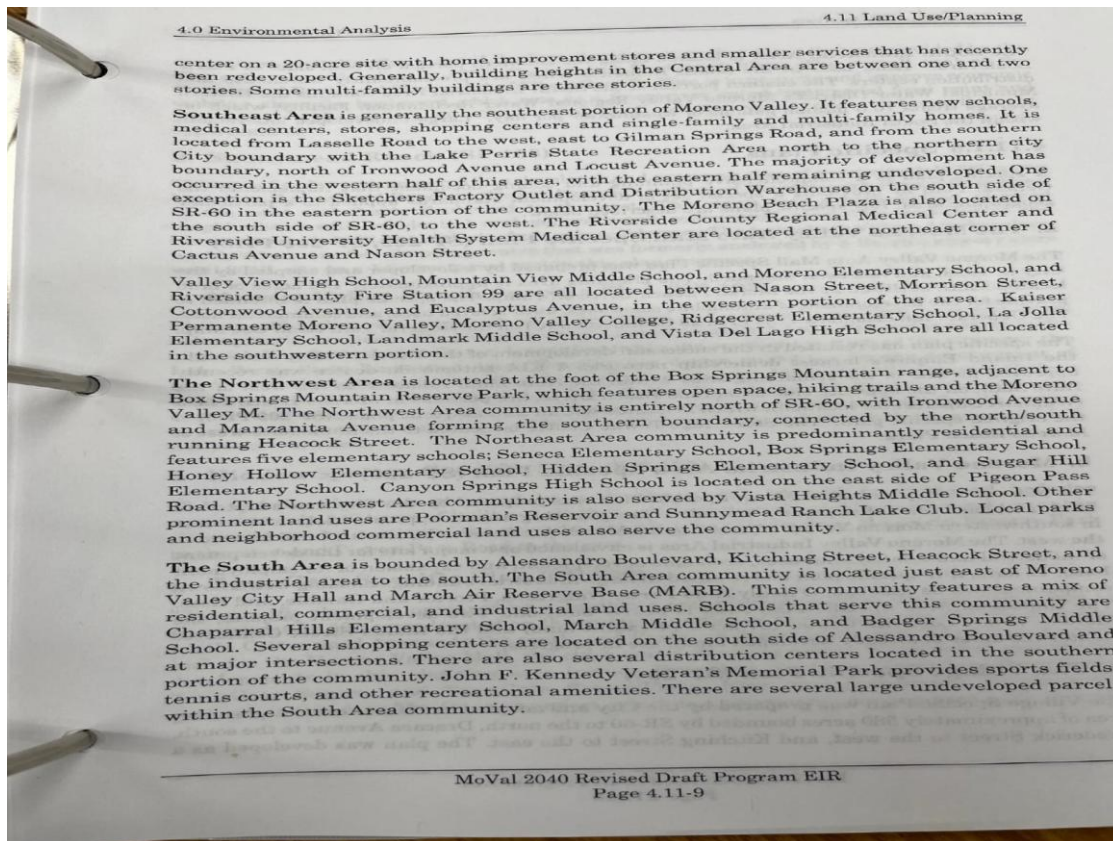 4.0 Environmental Analysis
4.11 Land Use/Planning
center on a 20-acre site with home improvement stores and smaller services that has recently
been redeveloped. Generally, building heights in the Central Area are between one and two
stories. Some multi-family buildings are three stories.
Southeast Area is generally the southeast portion of Moreno Valley. It features new schools,
medical centers, stores, shopping centers and single-family and multi-family homes. It is
located from Lasselle Road to the west, east to Gilman Springs Road, and from the southern
City boundary with the Lake Perris State Recreation Area north to the northern city
boundary, north of Ironwood Avenue and Locust Avenue. The majority of development has
occurred in the western half of this area, with the eastern half remaining undeveloped. One
exception is the Sketchers Factory Outlet and Distribution Warehouse on the south side of
SR-60 in the eastern portion of the community. The Moreno Beach Plaza is also located on
the south side of SR-60, to the west. The Riverside County Regional Medical Center and
Riverside University Health System Medical Center are located at the northeast corner of
Cactus Avenue and Nason Street.
Valley View High School, Mountain View Middle School, and Moreno Elementary School, and
Riverside County Fire Station 99 are all located between Nason Street, Morrison Street,
Cottonwood Avenue, and Eucalyptus Avenue, in the western portion of the area. Kaiser
Permanente Moreno Valley, Moreno Valley College, Ridgecrest Elementary School, La Jolla
Elementary School, Landmark Middle School, and Vista Del Lago High School are all located
in the southwestern portion.
The Northwest Area is located at the foot of the Box Springs Mountain range, adjacent to
Box Springs Mountain Reserve Park, which features open space, hiking trails and the Moreno
Valley M. The Northwest Area community is entirely north of SR-60, with Ironwood Avenue
and Manzanita Avenue forming the southern boundary, connected by the north/south
running Heacock Street. The Northeast Area community is predominantly residential and
features five elementary schools; Seneca Elementary School, Box Springs Elementary School,
Honey Hollow Elementary School, Hidden Springs Elementary School, and Sugar Hill
Elementary School. Canyon Springs High School is located on the east side of Pigeon Pass
Road. The Northwest Area community is also served by Vista Heights Middle School. Other
prominent land uses are Poorman's Reservoir and Sunnymead Ranch Lake Club. Local parks
and neighborhood commercial land uses also serve the community.
The South Area is bounded by Alessandro Boulevard, Kitching Street, Heacock Street, and
the industrial area to the south. The South Area community is located just east of Moreno
Valley City Hall and March Air Reserve Base (MARB). This community features a mix of
residential, commercial, and industrial land uses. Schools that serve this community are
Chaparral Hills Elementary School, March Middle School, and Badger Springs Middle
School. Several shopping centers are located on the south side of Alessandro Boulevard and
at major intersections. There are also several distribution centers located in the southern
portion of the community. John F. Kennedy Veteran's Memorial Park provides sports fields
tennis courts, and other recreational amenities. There are several large undeveloped parcel
within the South Area community.
MoVal 2040 Revised Draft Program EIR
Page 4.11-9